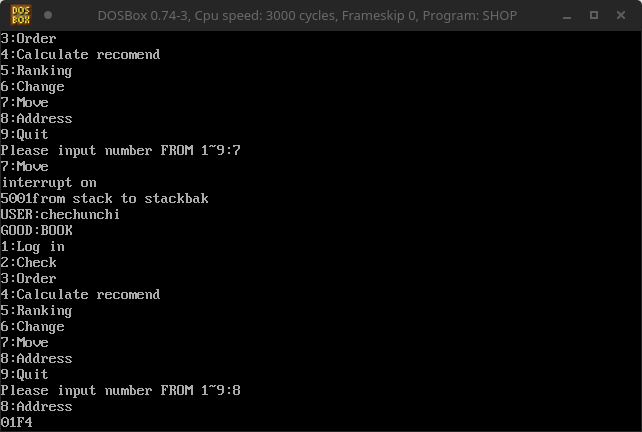 DOS
BOX
DOSBox 0.74-3, Cpu speed: 3000 cycles, Frameskip 0, Program: SHOP
3:Order
4:Calculate recomend
5:Ranking
6:Change
7:Move
8:Address
9:Quit
Please input number FROM 1~9:7
7:Move
interrupt on
5001from stack to stackbak
USER:chechunchi
GOOD:BOOK
1:Log in
2:Check
3:Order
4:Calculate recomend
5:Ranking
6:Change
7:Move
8:Address
9:Quit
Please input number FROM 1~9:8
8:Address
01F4